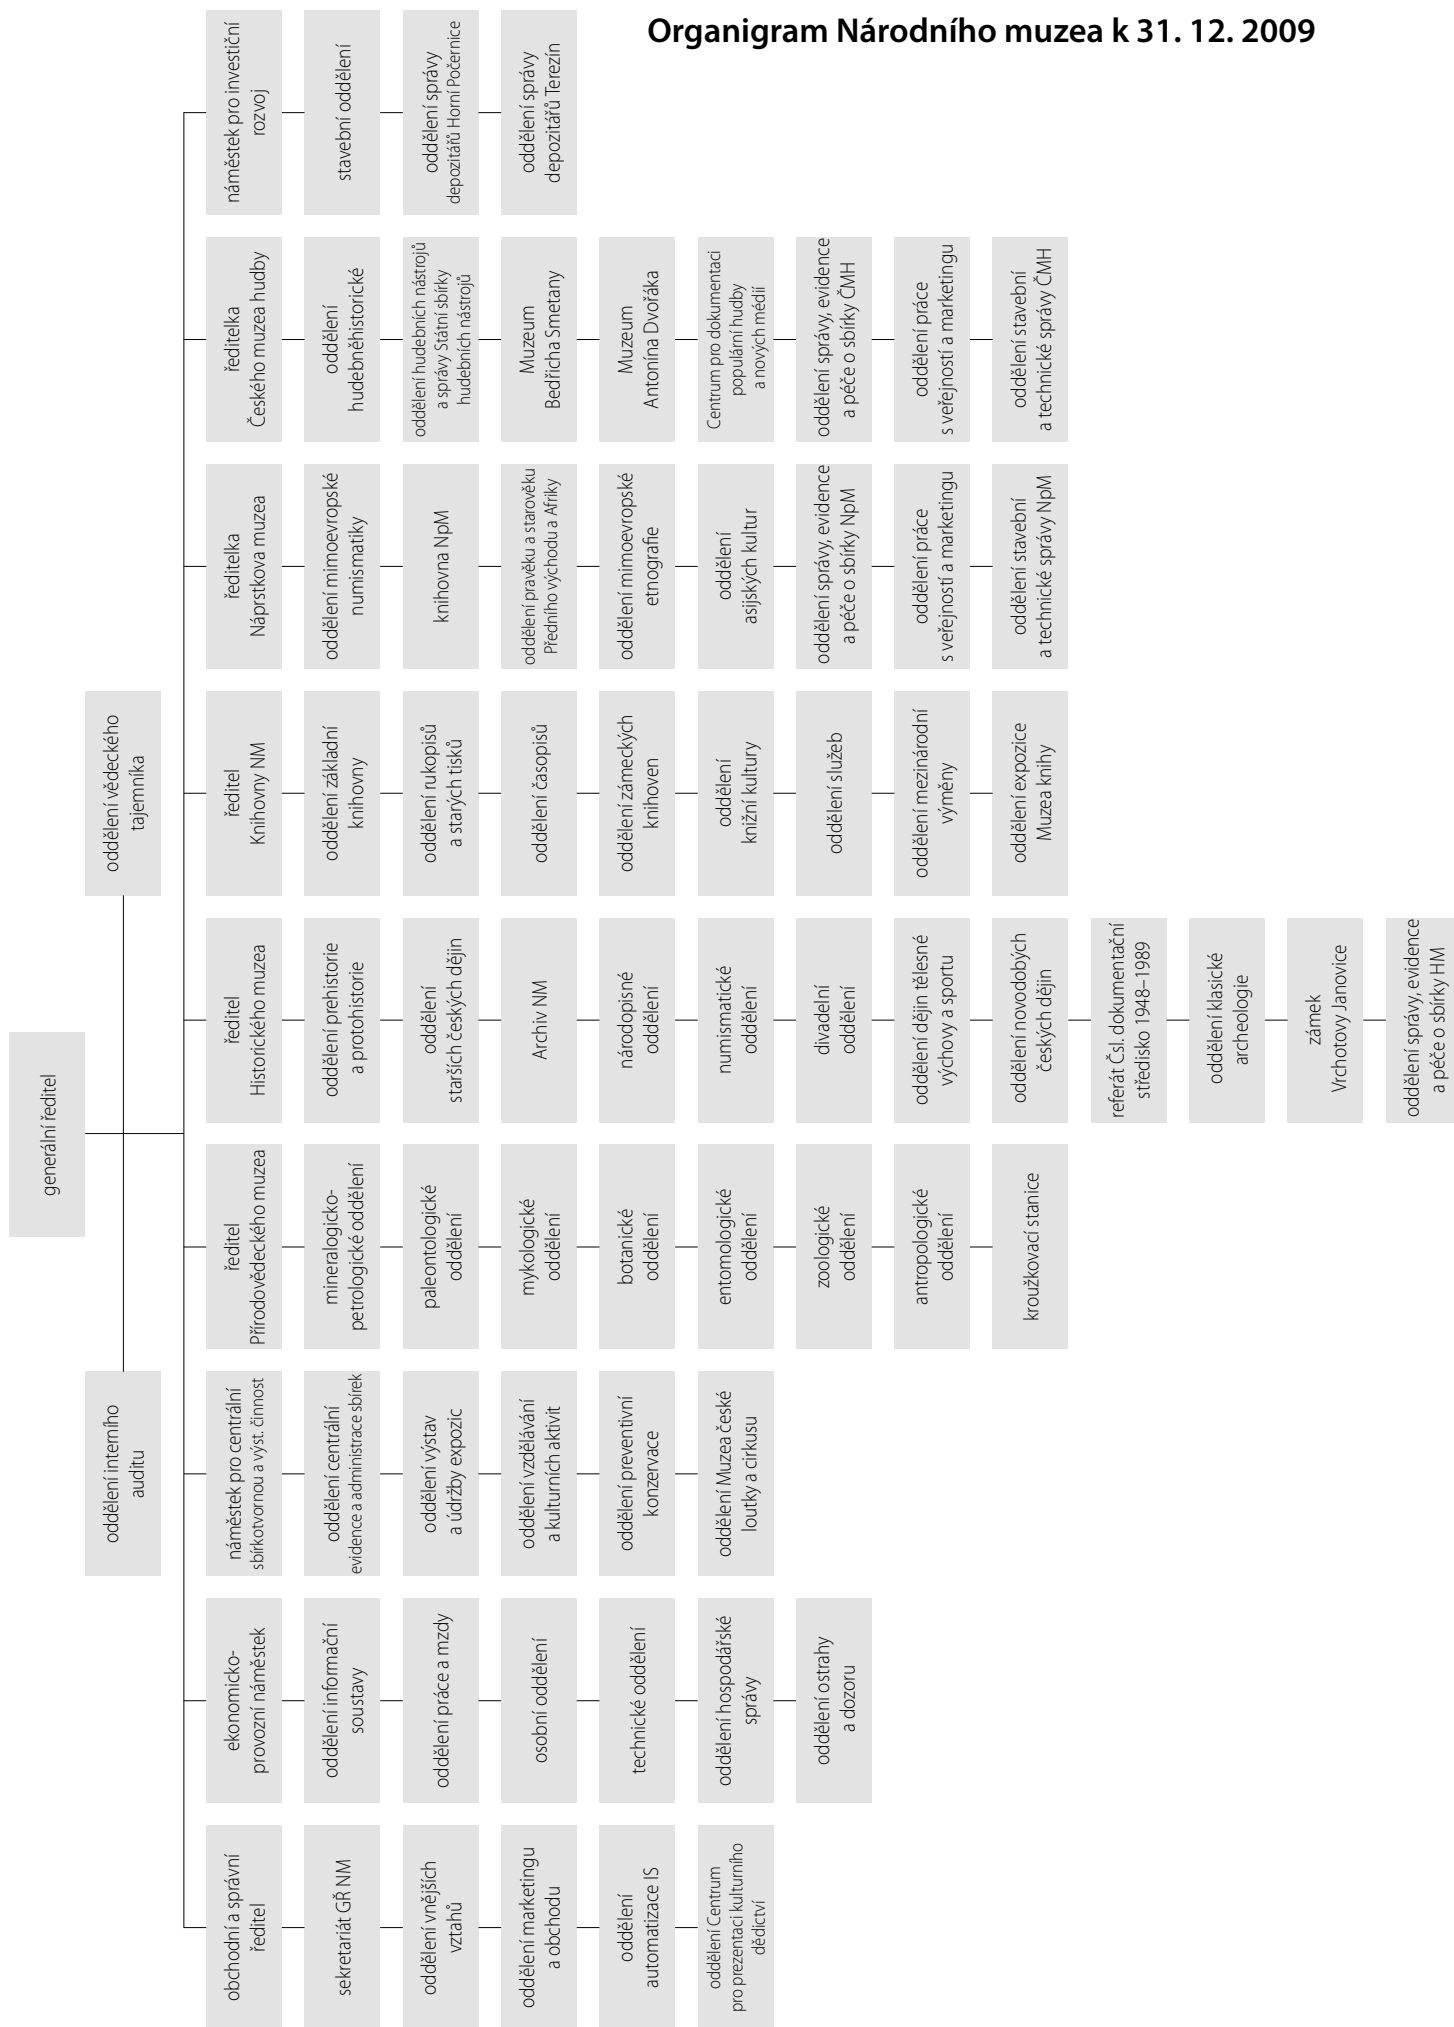 Organigram Národního muzea k 31. 12. 2009
generální ředitel
oddělení interního
auditu
oddělení vědeckého
tajemníka
obchodní a správní
ředitel
sekretariát GŘ NM
oddělení vnějších
vztahů
oddělení marketingu
a obchodu
oddělení
automatizace IS
oddělení Centrum
pro prezentaci kulturního
dědictví
ekonomicko-
provozní náměstek
oddělení informační
soustavy
oddělení práce a mzdy
osobní oddělení
technické oddělení
oddělení hospodářské
správy
oddělení ostrahy
a dozoru
náměstek pro centrální
sbírkotvornou a výst. činnost
oddělení centrální
evidence a administrace sbírek
oddělení výstav
a údržby expozic
oddělení vzdělávání
a kulturních aktivit
oddělení preventivní
konzervace
oddělení Muzea české
loutky a cirkusu
ředitel
Přírodovědeckého muzea
mineralogicko-
petrologické oddělení
paleontologické
oddělení
mykologické
oddělení
botanické
oddělení
entomologické
oddělení
zoologické
oddělení
antropologické
oddělení
kroužkovací stanice
ředitel
Historického muzea
oddělení prehistorie
a protohistorie
oddělení
starších českých dějin
Archiv NM
národopisné
oddělení
numismatické
oddělení
divadelní
oddělení
oddělení dějin tělesné
výchovy a sportu
oddělení novodobých
českých dějin
referát Čsl. dokumentační
středisko 1948–1989
oddělení klasické
archeologie
zámek
Vrchotovy Janovice
oddělení správy, evidence
a péče o sbírky HM
ředitel
Knihovny NM
oddělení základní
knihovny
oddělení rukopisů
a starých tisků
oddělení časopisů
oddělení zámeckých
knihoven
oddělení
knižní kultury
oddělení služeb
oddělení mezinárodní
výměny
oddělení expozice
Muzea knihy
ředitelka
Náprstkova muzea
oddělení mimoevropské
numismatiky
knihovna NpM
oddělení pravěku a starověku
Předního východu a Afriky
oddělení mimoevropské
etnografie
oddělení
asijských kultur
oddělení správy, evidence
a péče o sbírky NpM
oddělení práce
s veřejností a marketingu
oddělení stavební
a technické správy NpM
ředitelka
Českého muzea hudby
oddělení
hudebněhistorické
oddělení hudebních nástrojů
a správy Státní sbírky
hudebních nástrojů
Muzeum
Bedřicha Smetany
Muzeum
Antonína Dvořáka
Centrum pro dokumentaci
populární hudby
a nových médií
oddělení správy, evidence
a péče o sbírky ČMH
oddělení práce
s veřejností a marketingu
oddělení stavební
a technické správy ČMH
náměstek pro investiční
rozvoj
stavební oddělení
oddělení správy
depozitářů Horní Počernice
oddělení správy
depozitářů Terezín